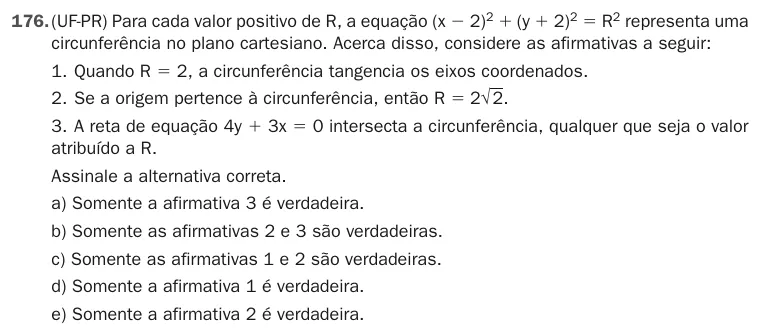 176.(UF-PR) Para cada valor positivo de R, a equação (x − 2)² + (y + 2)² = R² representa uma
circunferência no plano cartesiano. Acerca disso, considere as afirmativas a seguir:
1. Quando R = 2, a circunferência tangencia os eixos coordenados.
2. Se a origem pertence à circunferência, então R = 2√2.
3. A reta de equação 4y + 3x = 0 intersecta a circunferência, qualquer que seja o valor
atribuído a R.
Assinale a alternativa correta.
a) Somente a afirmativa 3 é verdadeira.
b) Somente as afirmativas 2 e 3 são verdadeiras.
c) Somente as afirmativas 1 e 2 são verdadeiras.
d) Somente a afirmativa 1 é verdadeira.
e) Somente a afirmativa 2 é verdadeira.